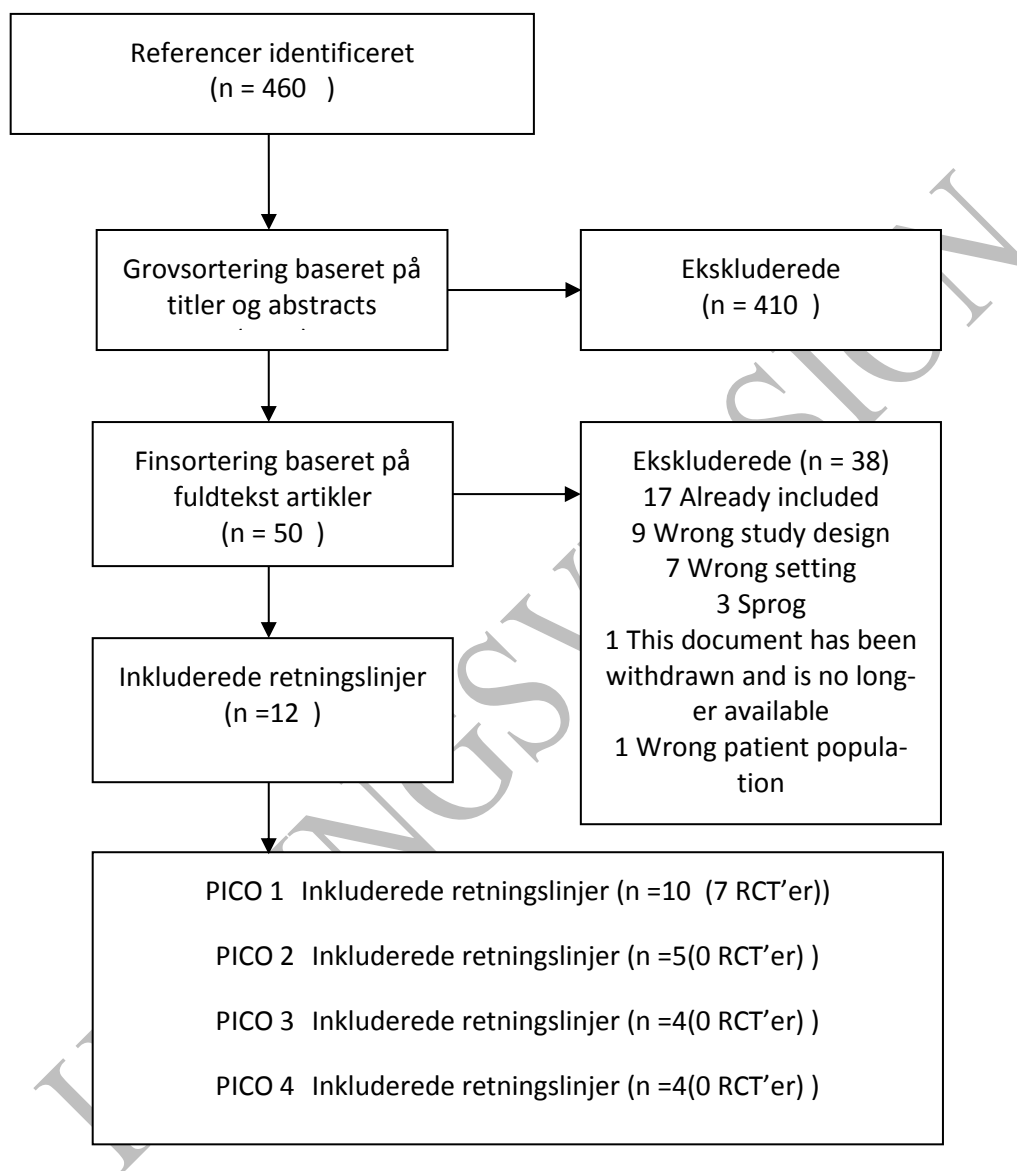 Referencer identificeret
(n = 460 )
Grovsortering baseret på
titler og abstracts
Ekskluderede
(n = 410 )
Finsortering baseret på
fuldtekst artikler
(n = 50 )
Ekskluderede (n = 38)
17 Already included
9 Wrong study design
7 Wrong setting
3 Sprog
1 This document has been
withdrawn and is no long-
er available
1 Wrong patient popula-
tion
Inkluderede retningslinjer
(n =12 )
PICO 1 Inkluderede retningslinjer (n =10 (7 RCT’er))
PICO 2 Inkluderede retningslinjer (n =5(0 RCT’er) )
PICO 3 Inkluderede retningslinjer (n =4(0 RCT’er) )
PICO 4 Inkluderede retningslinjer (n =4(0 RCT’er) )